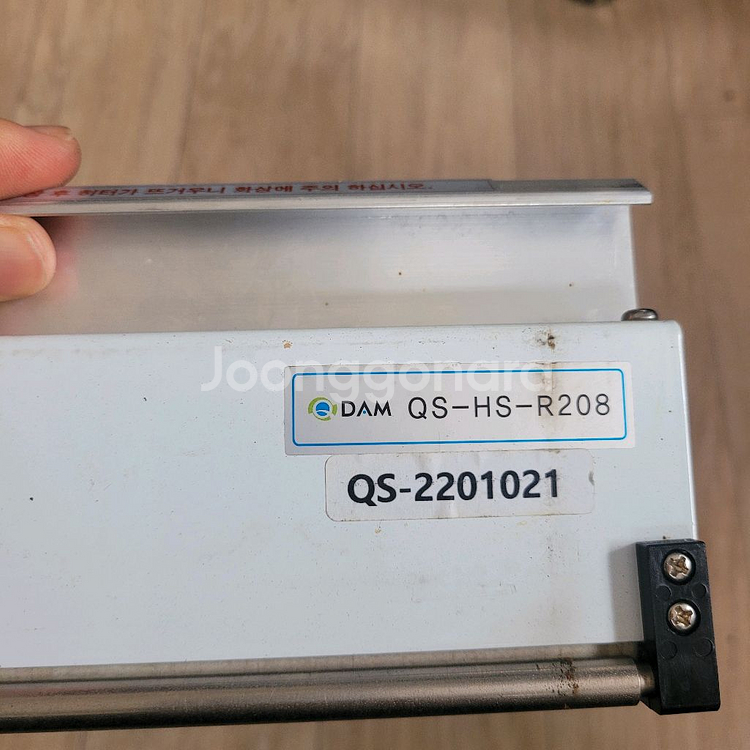 후 히터가 뜨거우니 화상에 주의 하십시오.
Joonggonara
DAM QS-HS-R208
QS-2201021